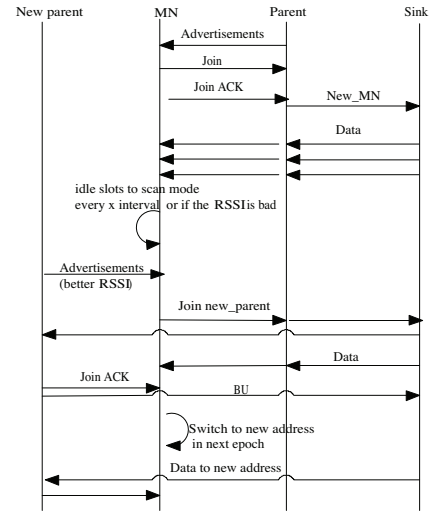 New parent MN Parent Sink
Advertisements
Join
Join ACK
New_MN
Data
idle slots to scan mode
every x interval or if the RSSI is bad
Advertisements
(better RSSI)
Join new_parent
Data
Join ACK
BU
Switch to new address
in next epoch
Data to new address